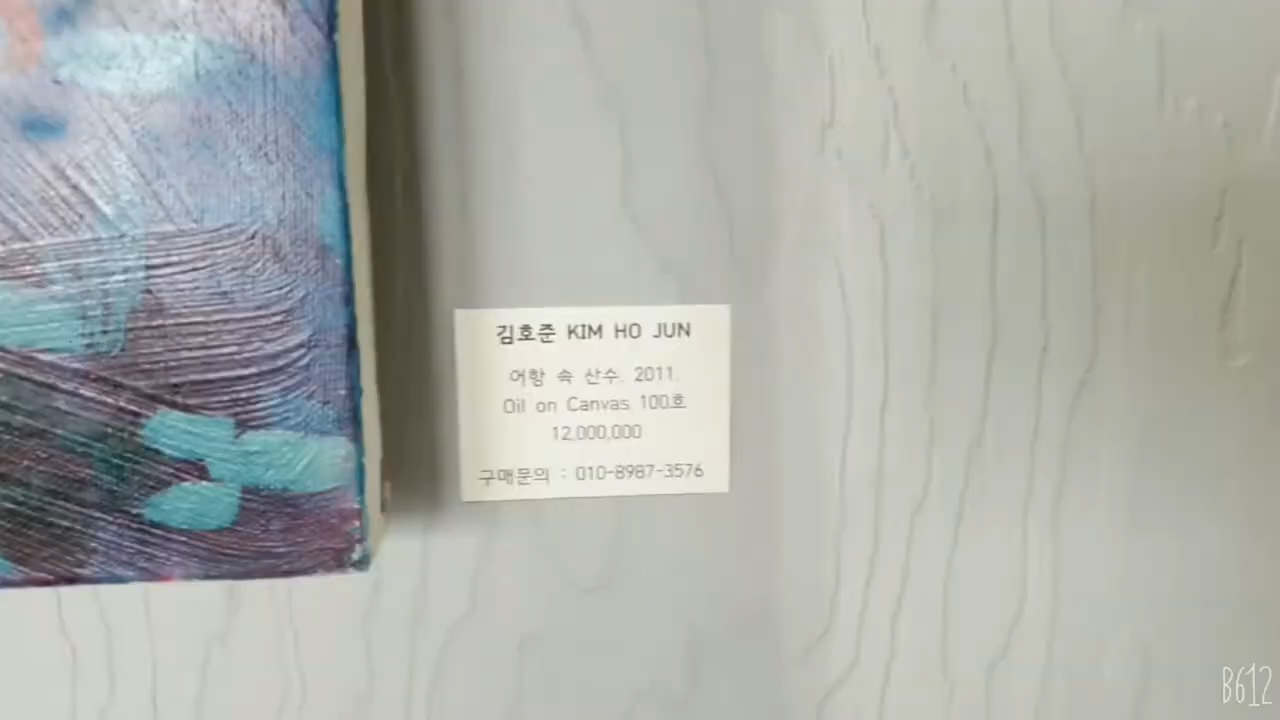 김호준 KIM HO JUN
어항 속 산수. 2011.
Oil on Canvas 100호
12,000,000
구매문의 : 010-8987-3576
B612